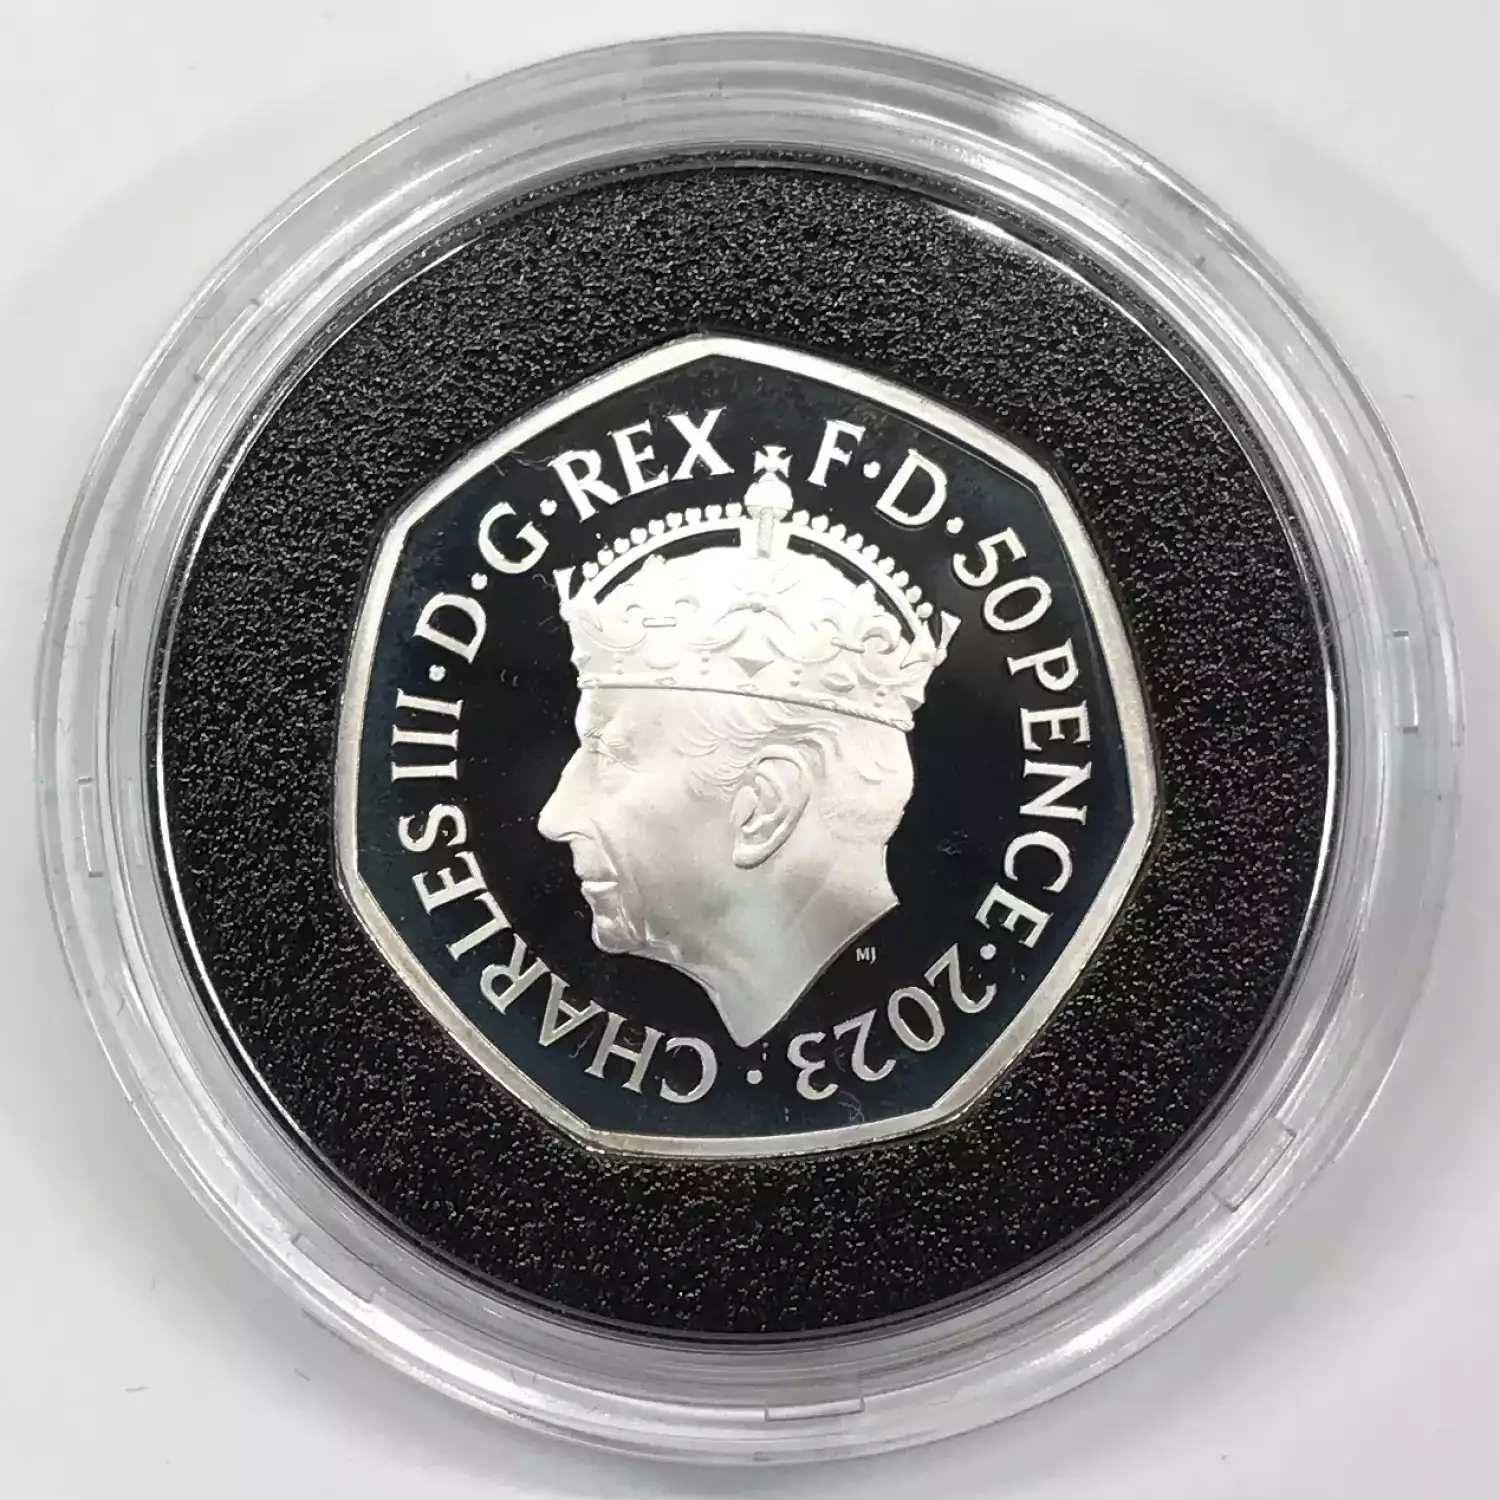 CHARLES III · D · G · REX F · D · 50 PENCE · 2023 ·
MJ